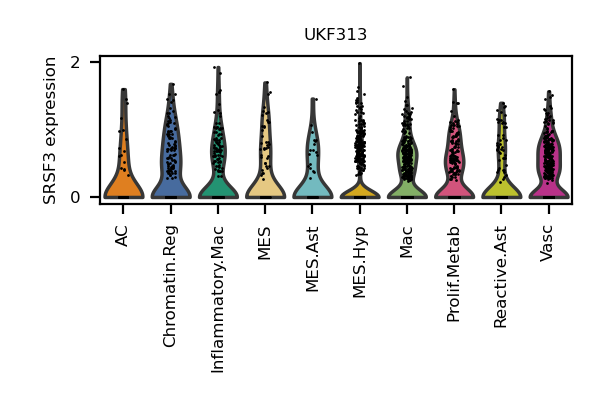 UKF313
SRSF3 expression
2
0
AC
Chromatin.Reg
Inflammatory.Mac
MES
MES.Ast
MES.Hyp
Mac
Prolif.Metab
Reactive.Ast
Vasc